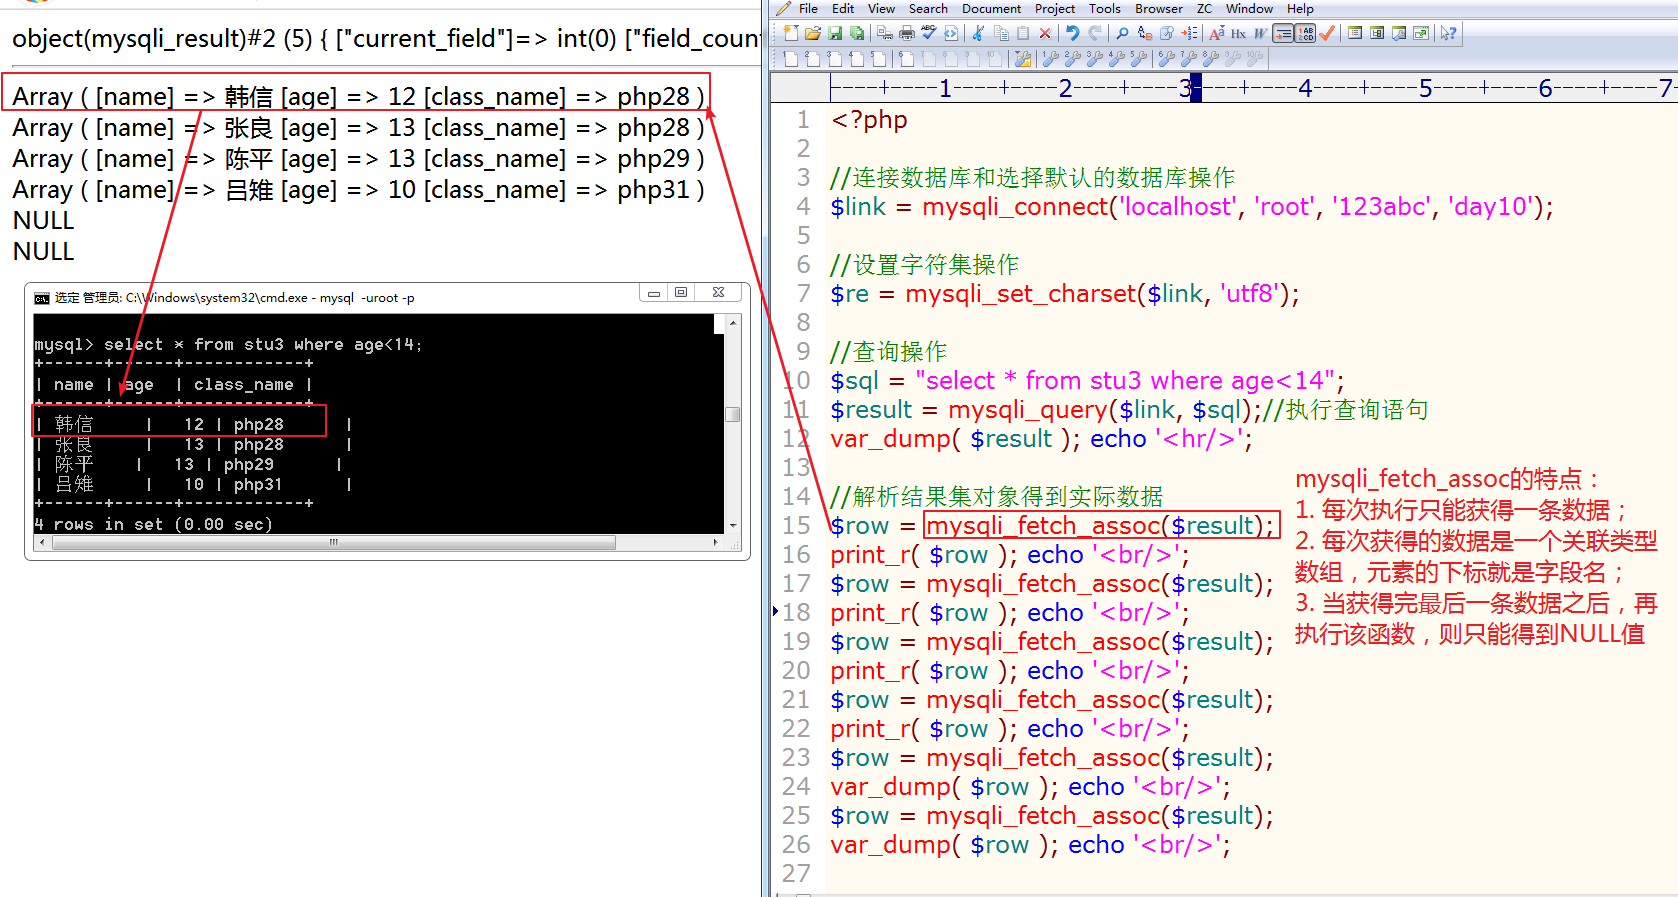 object(mysqli_result)#2 (5) { ["current_field"]=> int(0) ["field_coun
Array ( [name] => 韩信 [age] => 12 [class_name] => php28 )
Array ( [name] => 张良 [age] => 13 [class_name] => php28 )
Array ( [name] => 陈平 [age] => 13 [class_name] => php29 )
Array ( [name] => 吕雉 [age] => 10 [class_name] => php31 )
NULL
NULL
选定 管理员: C:\Windows\system32\cmd.exe - mysql -uroot -p
mysql> select * from stu3 where age<14;
+------+------+------------+
| name | age | class_name |
+------+------+------------+
| 韩信 | 12 | php28 |
| 张良 | 13 | php28 |
| 陈平 | 13 | php29 |
| 吕雉 | 10 | php31 |
+------+------+------------+
4 rows in set (0.00 sec)
File Edit View Search Document Project Tools Browser ZC Window Help
1 2 3 4 5 6 7
1 <?php
2
3 //连接数据库和选择默认的数据库操作
4 $link = mysqli_connect('localhost', 'root', '123abc', 'day10');
5
6 //设置字符集操作
7 $re = mysqli_set_charset($link, 'utf8');
8
9 //查询操作
10 $sql = "select * from stu3 where age<14";
11 $result = mysqli_query($link, $sql);//执行查询语句
12 var_dump( $result ); echo '<hr/>';
13
14 //解析结果集对象得到实际数据
15 $row = mysqli_fetch_assoc($result);
16 print_r( $row ); echo '<br/>';
17 $row = mysqli_fetch_assoc($result);
18 print_r( $row ); echo '<br/>';
19 $row = mysqli_fetch_assoc($result);
20 print_r( $row ); echo '<br/>';
21 $row = mysqli_fetch_assoc($result);
22 print_r( $row ); echo '<br/>';
23 $row = mysqli_fetch_assoc($result);
24 var_dump( $row ); echo '<br/>';
25 $row = mysqli_fetch_assoc($result);
26 var_dump( $row ); echo '<br/>';
27
mysqli_fetch_assoc的特点：
1. 每次执行只能获得一条数据；
2. 每次获得的数据是一个关联类型
数组，元素的下标就是字段名；
3. 当获得完最后一条数据之后，再
执行该函数，则只能得到NULL值